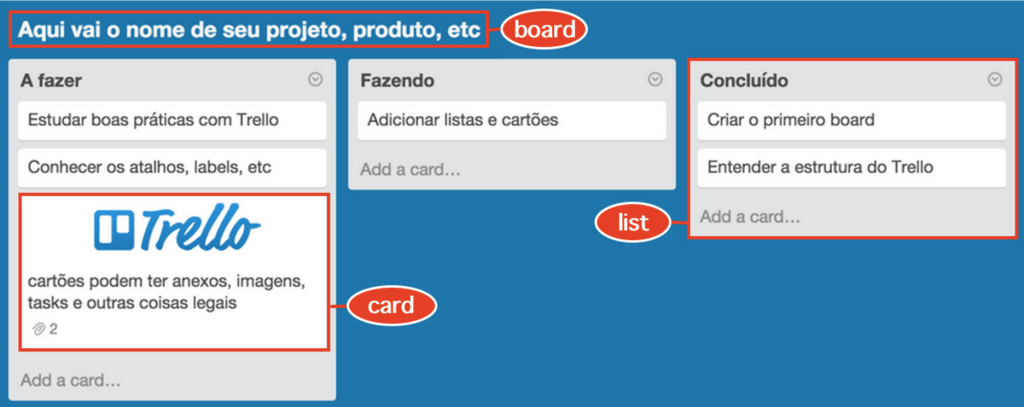 Aqui vai o nome de seu projeto, produto, etc
board
A fazer
Estudar boas práticas com Trello
Conhecer os atalhos, labels, etc
Trello
cartões podem ter anexos, imagens,
tasks e outras coisas legais
2
card
Add a card…
Fazendo
Adicionar listas e cartões
Add a card…
Concluído
Criar o primeiro board
Entender a estrutura do Trello
Add a card…
list